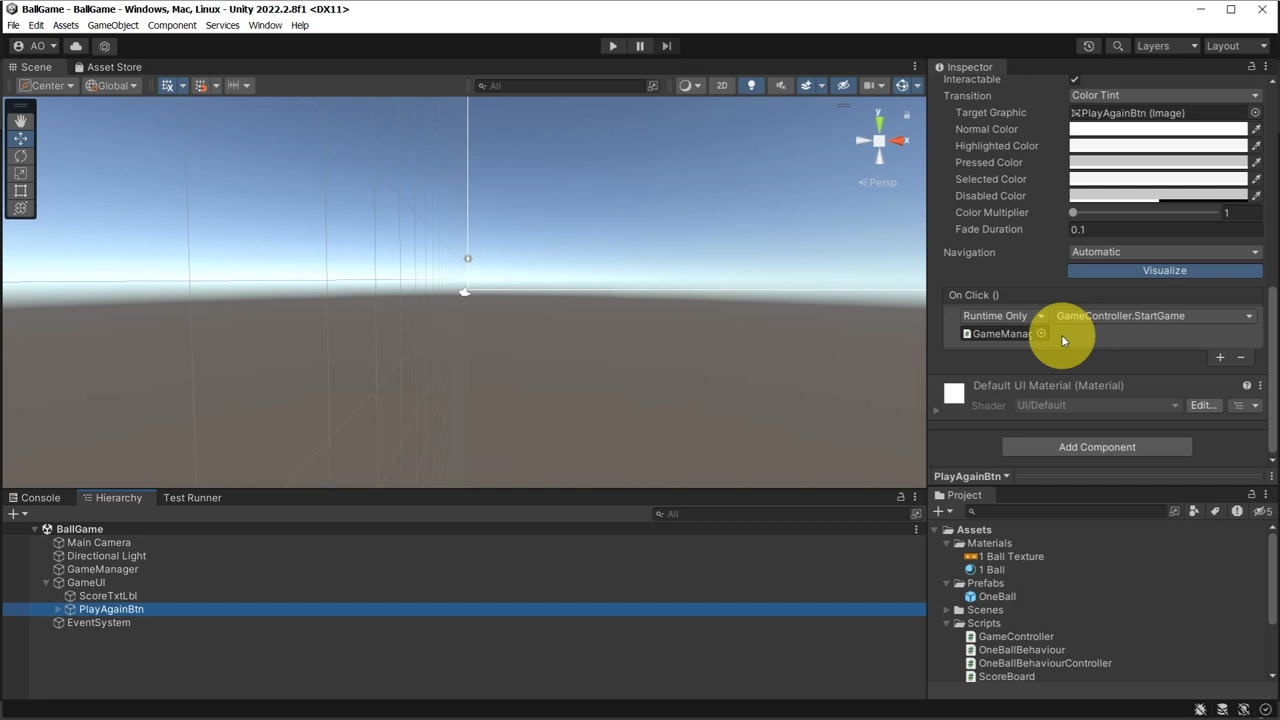 BallGame - BallGame - Windows, Mac, Linux - Unity 2022.2.8f1 <DX11>
File Edit Assets GameObject Component Services Window Help
AO Layers Layout
Scene Asset Store
Center Global All 2D
y
x
Persp
Inspector
Interactable
Transition Color Tint
Target Graphic PlayAgainBtn (Image)
Normal Color
Highlighted Color
Pressed Color
Selected Color
Disabled Color
Color Multiplier 1
Fade Duration 0.1
Navigation Automatic
Visualize
On Click ()
Runtime Only GameController.StartGame
GameManag
+ −
Default UI Material (Material)
Shader UI/Default Edit...
Add Component
PlayAgainBtn
Console Hierarchy Test Runner
All
BallGame
Main Camera
Directional Light
GameManager
GameUI
ScoreTxtLbl
PlayAgainBtn
EventSystem
Project
5
Assets
Materials
1 Ball Texture
1 Ball
Prefabs
OneBall
Scenes
Scripts
GameController
OneBallBehaviour
OneBallBehaviourController
ScoreBoard